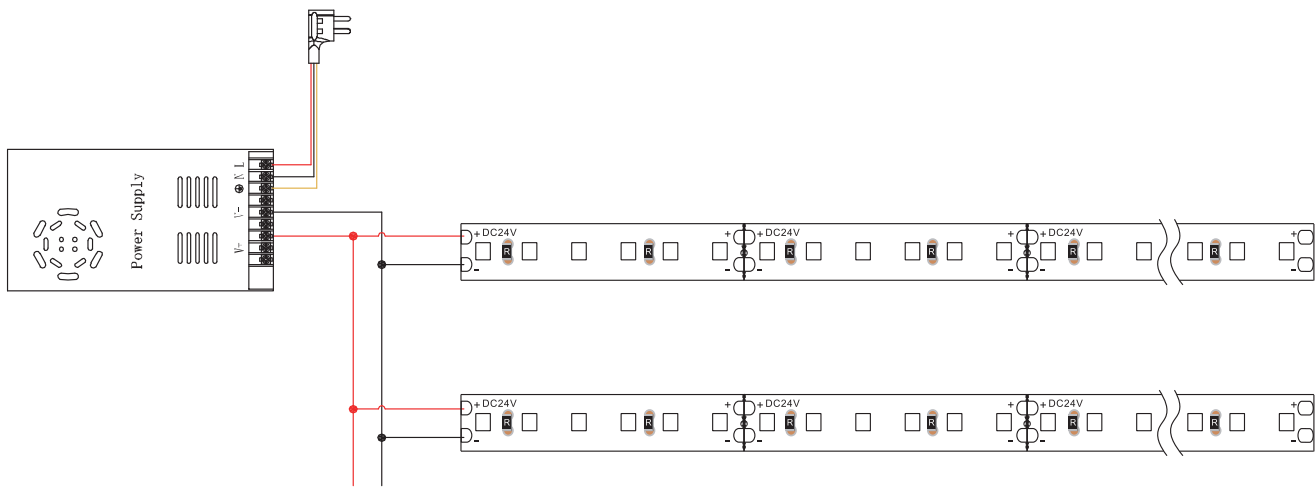 Power Supply
L
N
V-
V+
+ DC24V
R
R
+
+ DC24V
R
R
+
+ DC24V
R
R
+
-
-
-
-
+ DC24V
R
R
+
+ DC24V
R
R
+
+ DC24V
R
R
+
-
-
-
-